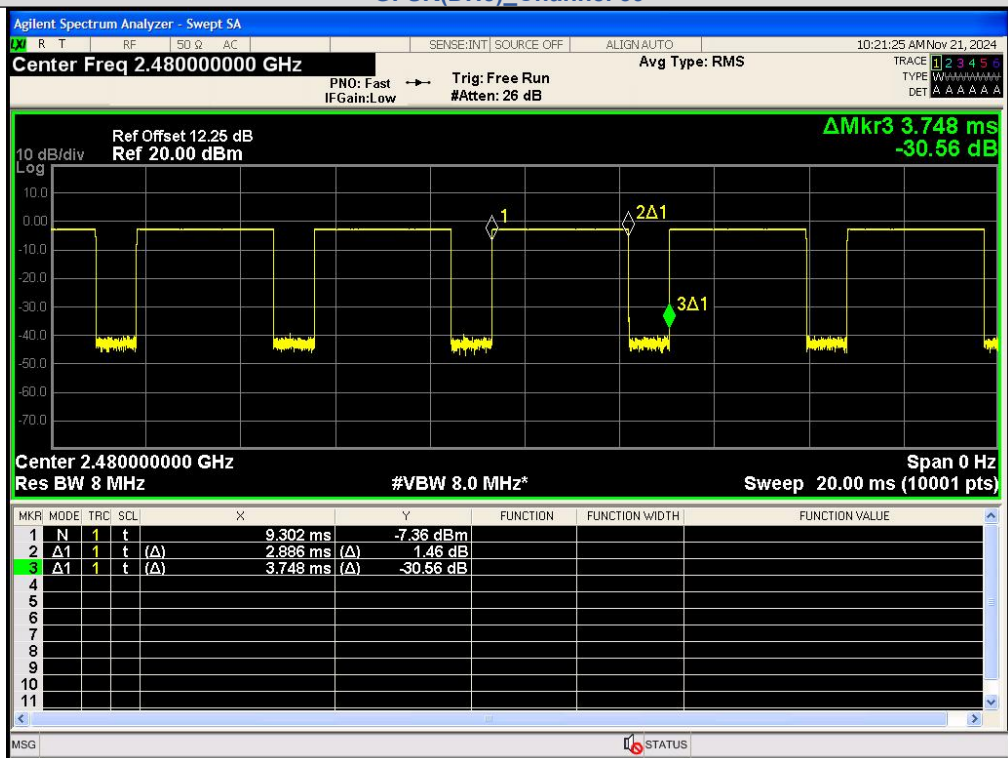 Agilent Spectrum Analyzer - Swept SA
LXI R T RF 50 Ω AC SENSE:INT SOURCE OFF ALIGN AUTO 10:21:25 AM Nov 21, 2024
Center Freq 2.480000000 GHz
Avg Type: RMS
TRACE 1 2 3 4 5 6
TYPE W
DET A A A A A A
PNO: Fast
IFGain:Low
Trig: Free Run
#Atten: 26 dB
ΔMkr3 3.748 ms
-30.56 dB
Ref Offset 12.25 dB
10 dB/div Ref 20.00 dBm
Log
10.0
0.00
-10.0
-20.0
-30.0
-40.0
-50.0
-60.0
-70.0
1
2Δ1
3Δ1
Center 2.480000000 GHz Span 0 Hz
Res BW 8 MHz #VBW 8.0 MHz* Sweep 20.00 ms (10001 pts)
MKR MODE TRC SCL X Y FUNCTION FUNCTION WIDTH FUNCTION VALUE
1 N 1 t 9.302 ms -7.36 dBm
2 Δ1 1 t (Δ) 2.886 ms (Δ) 1.46 dB
3 Δ1 1 t (Δ) 3.748 ms (Δ) -30.56 dB
4
5
6
7
8
9
10
11
MSG STATUS